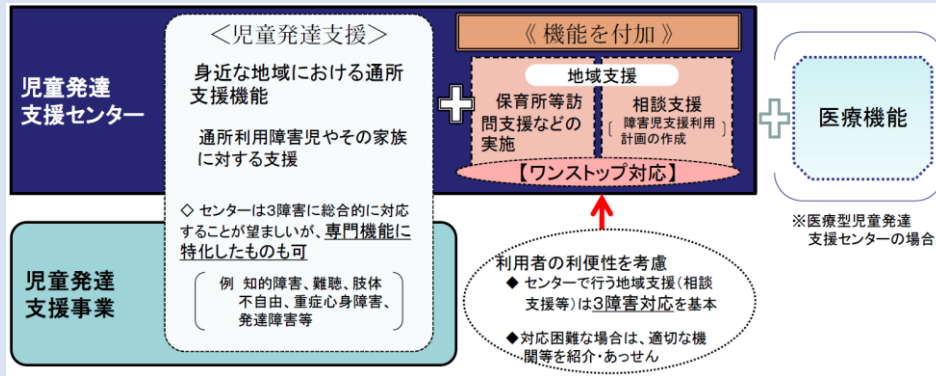 児童発達
支援センター
＜児童発達支援＞
身近な地域における通所
支援機能
通所利用障害児やその家族
に対する支援
◇ センターは３障害に総合的に対応
することが望ましいが、専門機能に
特化したものも可
例 知的障害、難聴、肢体
不自由、重症心身障害、
発達障害等
《 機能を付加 》
地域支援
保育所等訪
問支援などの
実施
相談支援
障害児支援利用
計画の作成
【ワンストップ対応】
医療機能
※医療型児童発達
支援センターの場合
児童発達
支援事業
利用者の利便性を考慮
◆ センターで行う地域支援（相談
支援等）は３障害対応を基本
◆対応困難な場合は、適切な機
関等を紹介・あっせん